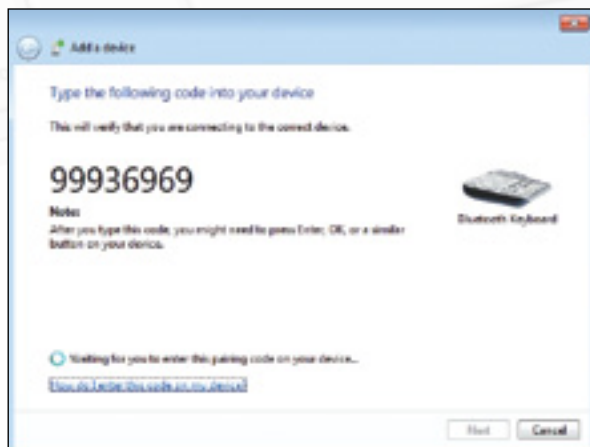 Add a device
Type the following code into your device
This will verify that you are connecting to the correct device.
99936969
Note:
After you type this code, you might need to press Enter, OK, or a similar
button on your device.
Bluetooth Keyboard
Waiting for you to enter this pairing code on your device...
How do I enter this code on my device?
Next
Cancel